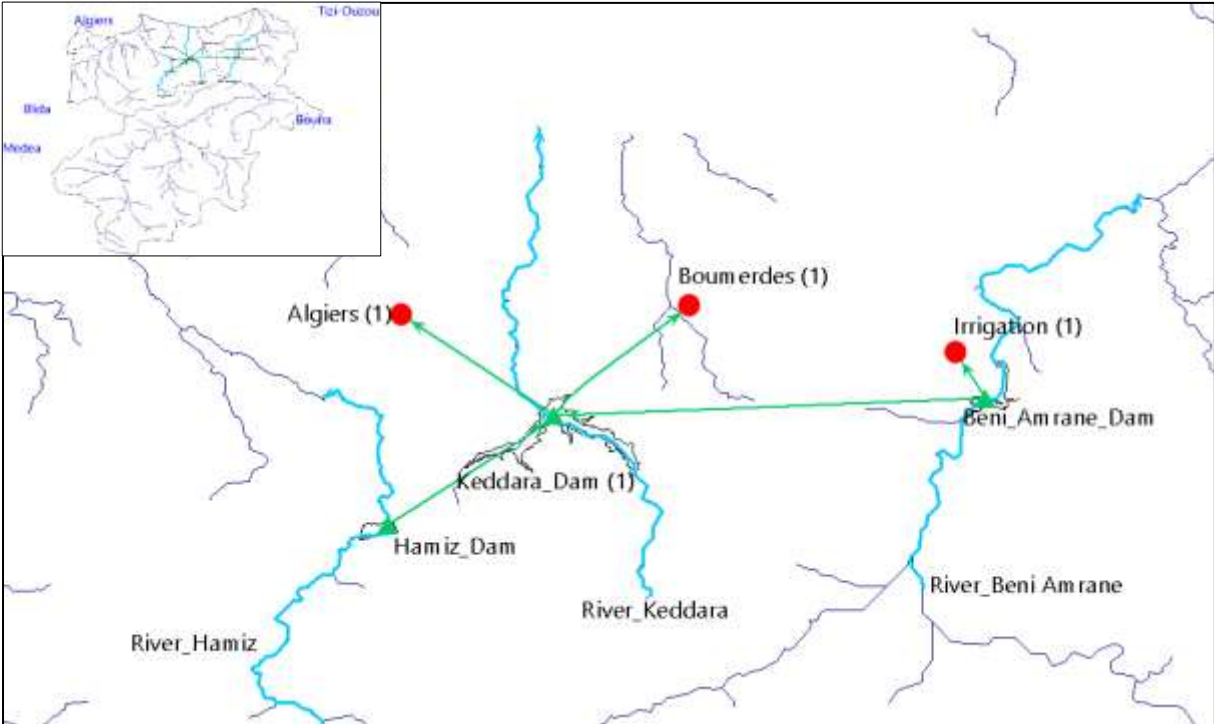 Algiers
Tizi-Ouzou
Blida
Bouira
Medea
Boumerdes (1)
Algiers (1)
Irrigation (1)
Beni_Amrane_Dam
Keddara_Dam (1)
Hamiz_Dam
River_Beni Amrane
River_Keddara
River_Hamiz